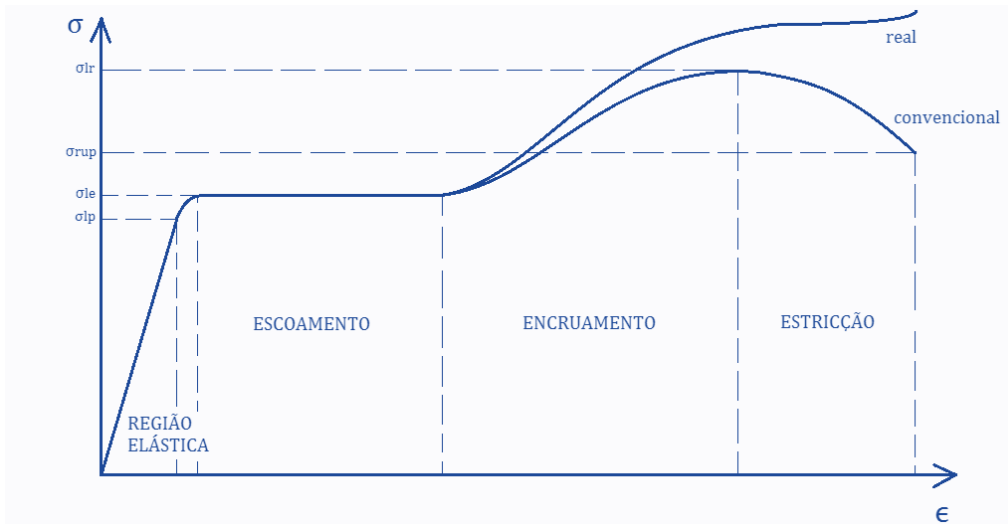 σ
real
σlr
convencional
σrup
σle
σlp
ESCOAMENTO
ENCRUAMENTO
ESTRICÇÃO
REGIÃO
ELÁSTICA
ϵ